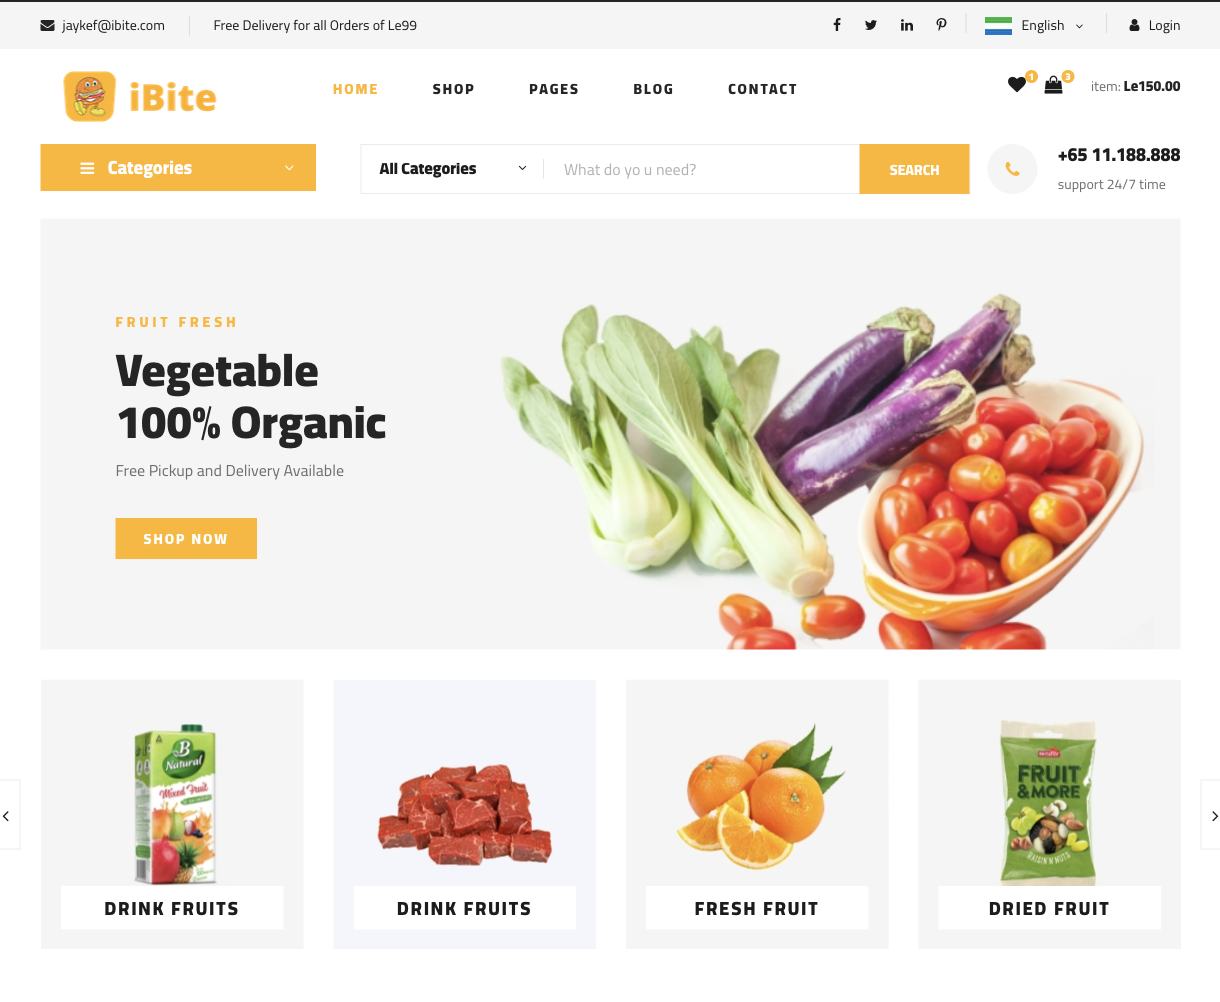 jaykef@ibite.com
Free Delivery for all Orders of Le99
English
Login
iBite
HOME
SHOP
PAGES
BLOG
CONTACT
1
3
item: Le150.00
Categories
All Categories
What do yo u need?
SEARCH
+65 11.188.888
support 24/7 time
FRUIT FRESH
Vegetable
100% Organic
Free Pickup and Delivery Available
SHOP NOW
B
Natural
Mixed Fruit
DRINK FRUITS
DRINK FRUITS
FRESH FRUIT
FRUIT
&MORE
RAISIN'N NUTS
DRIED FRUIT